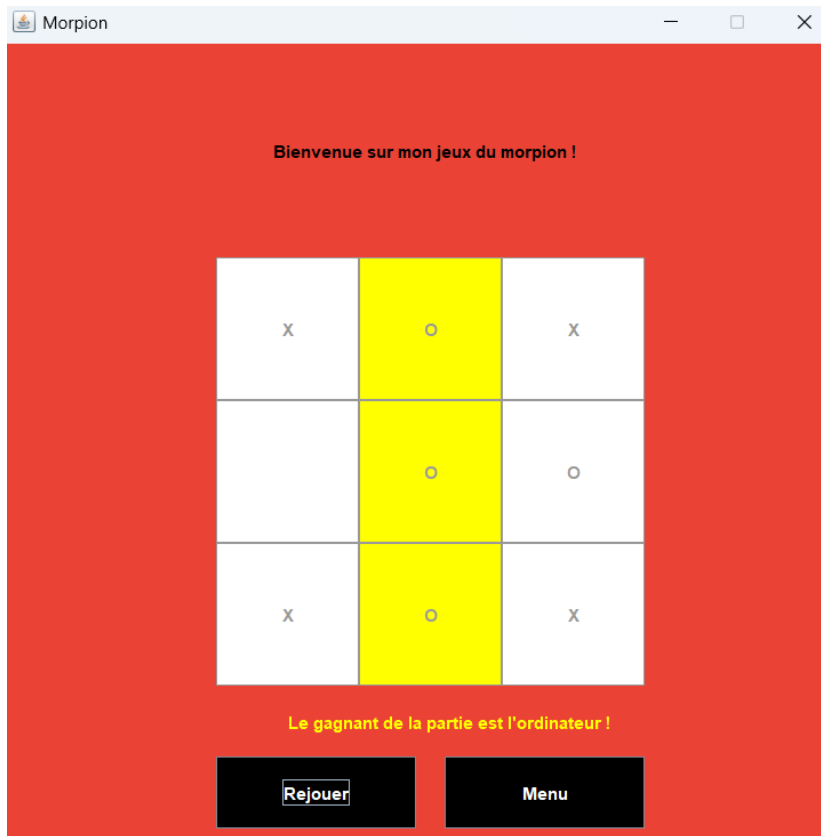 Morpion
Bienvenue sur mon jeux du morpion !
X O X
O O
X O X
Le gagnant de la partie est l'ordinateur !
Rejouer Menu